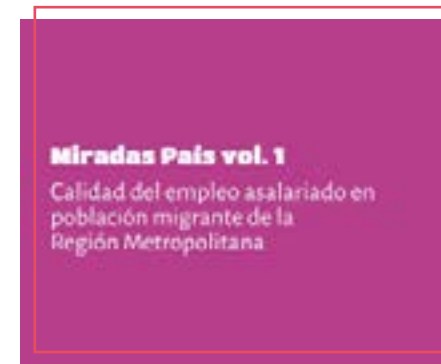 Miradas País vol. 1
Calidad del empleo asalariado en
población migrante de la
Región Metropolitana